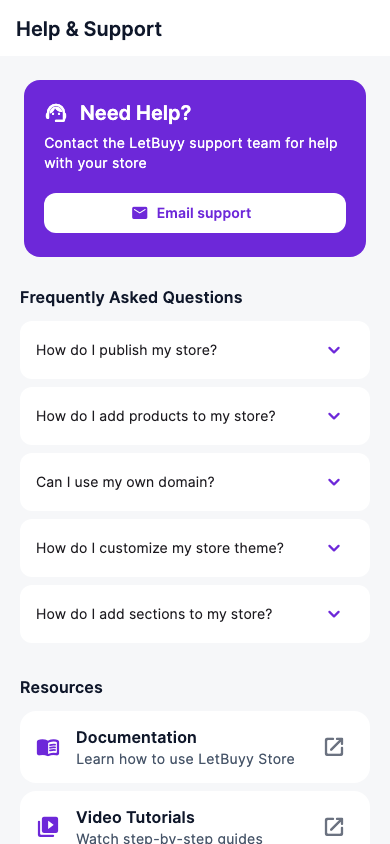 Help & Support
Need Help?
Contact the LetBuyy support team for help
with your store
Email support
Frequently Asked Questions
How do I publish my store?
How do I add products to my store?
Can I use my own domain?
How do I customize my store theme?
How do I add sections to my store?
Resources
Documentation
Learn how to use LetBuyy Store
Video Tutorials
Watch step-by-step guides